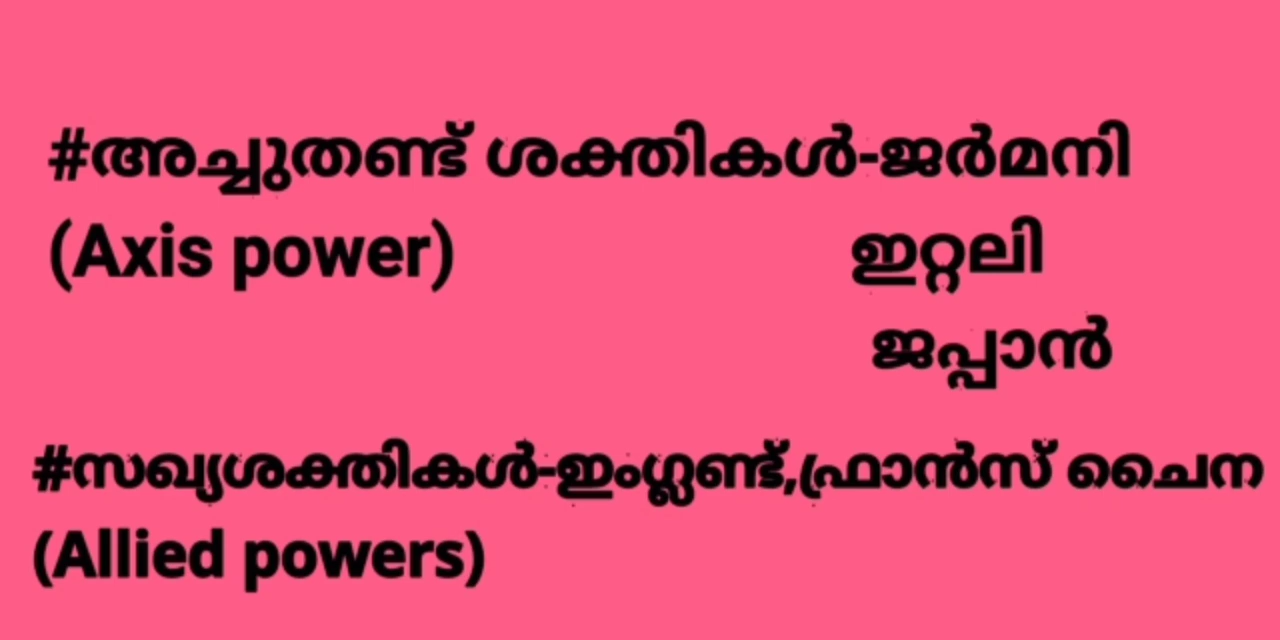 #അച്ചുതണ്ട് ശക്തികൾ-ജർമനി
(Axis power) ഇറ്റലി
ജപ്പാൻ
#സഖ്യശക്തികൾ-ഇംഗ്ലണ്ട്,ഫ്രാൻസ് ചൈന
(Allied powers)